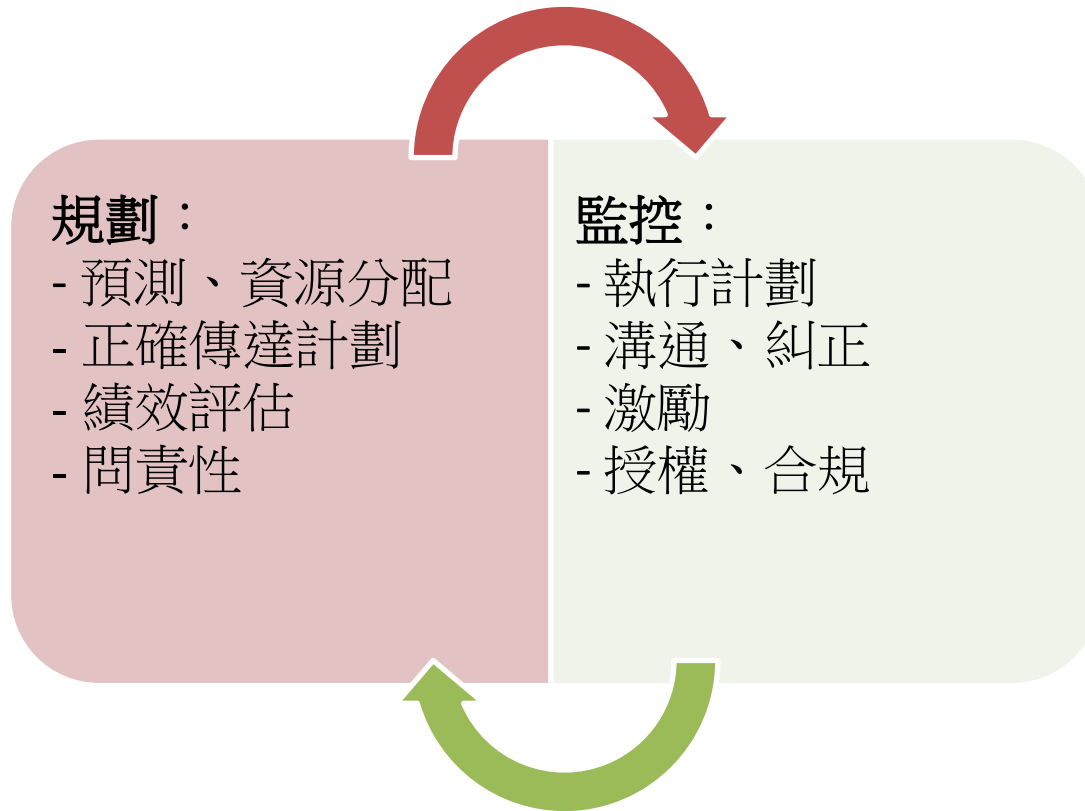 規劃：
- 預測、資源分配
- 正確傳達計劃
- 績效評估
- 問責性
監控：
- 執行計劃
- 溝通、糾正
- 激勵
- 授權、合規